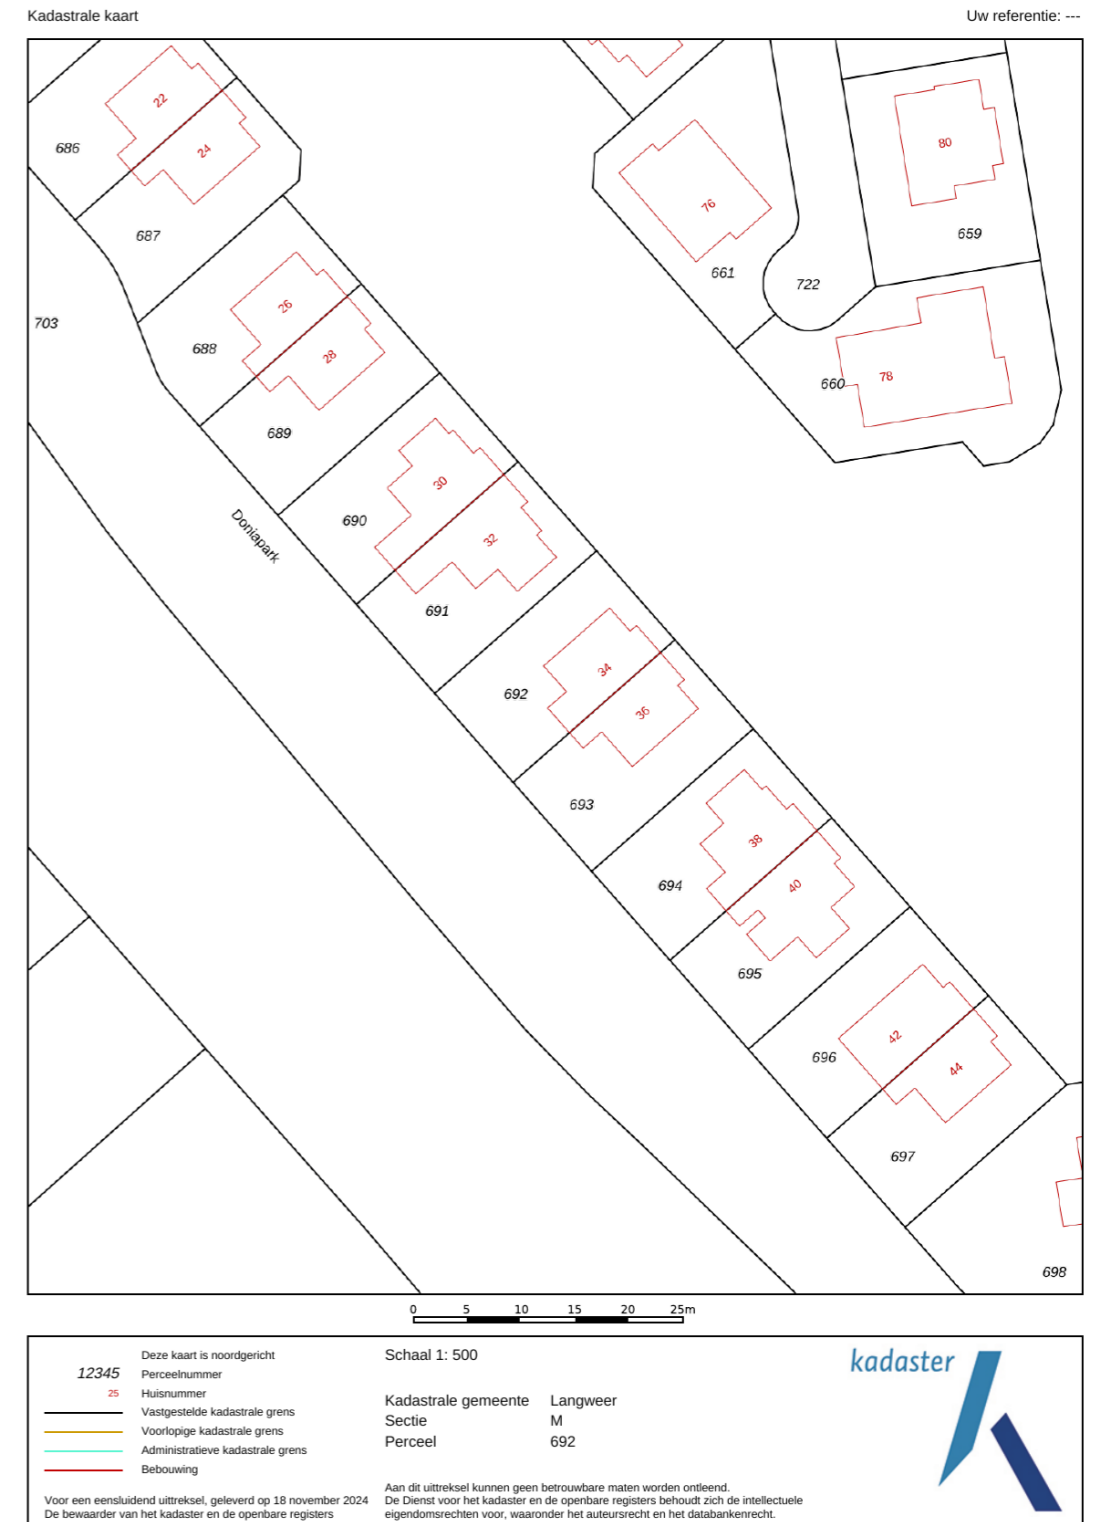 Kadastrale kaart
Uw referentie: ---
22
80
686
24
76
687
659
661
722
26
703
688
28
660
78
689
30
690
Doniapark
32
691
34
692
36
693
38
694
40
695
42
696
44
697
698
0 5 10 15 20 25m
Deze kaart is noordgericht
12345 Perceelnummer
25 Huisnummer
Vastgestelde kadastrale grens
Voorlopige kadastrale grens
Administratieve kadastrale grens
Bebouwing
Voor een eensluidend uittreksel, geleverd op 18 november 2024
De bewaarder van het kadaster en de openbare registers
Schaal 1: 500
Kadastrale gemeente Langweer
Sectie M
Perceel 692
Aan dit uittreksel kunnen geen betrouwbare maten worden ontleend.
De Dienst voor het kadaster en de openbare registers behoudt zich de intellectuele
eigendomsrechten voor, waaronder het auteursrecht en het databankenrecht.
kadaster